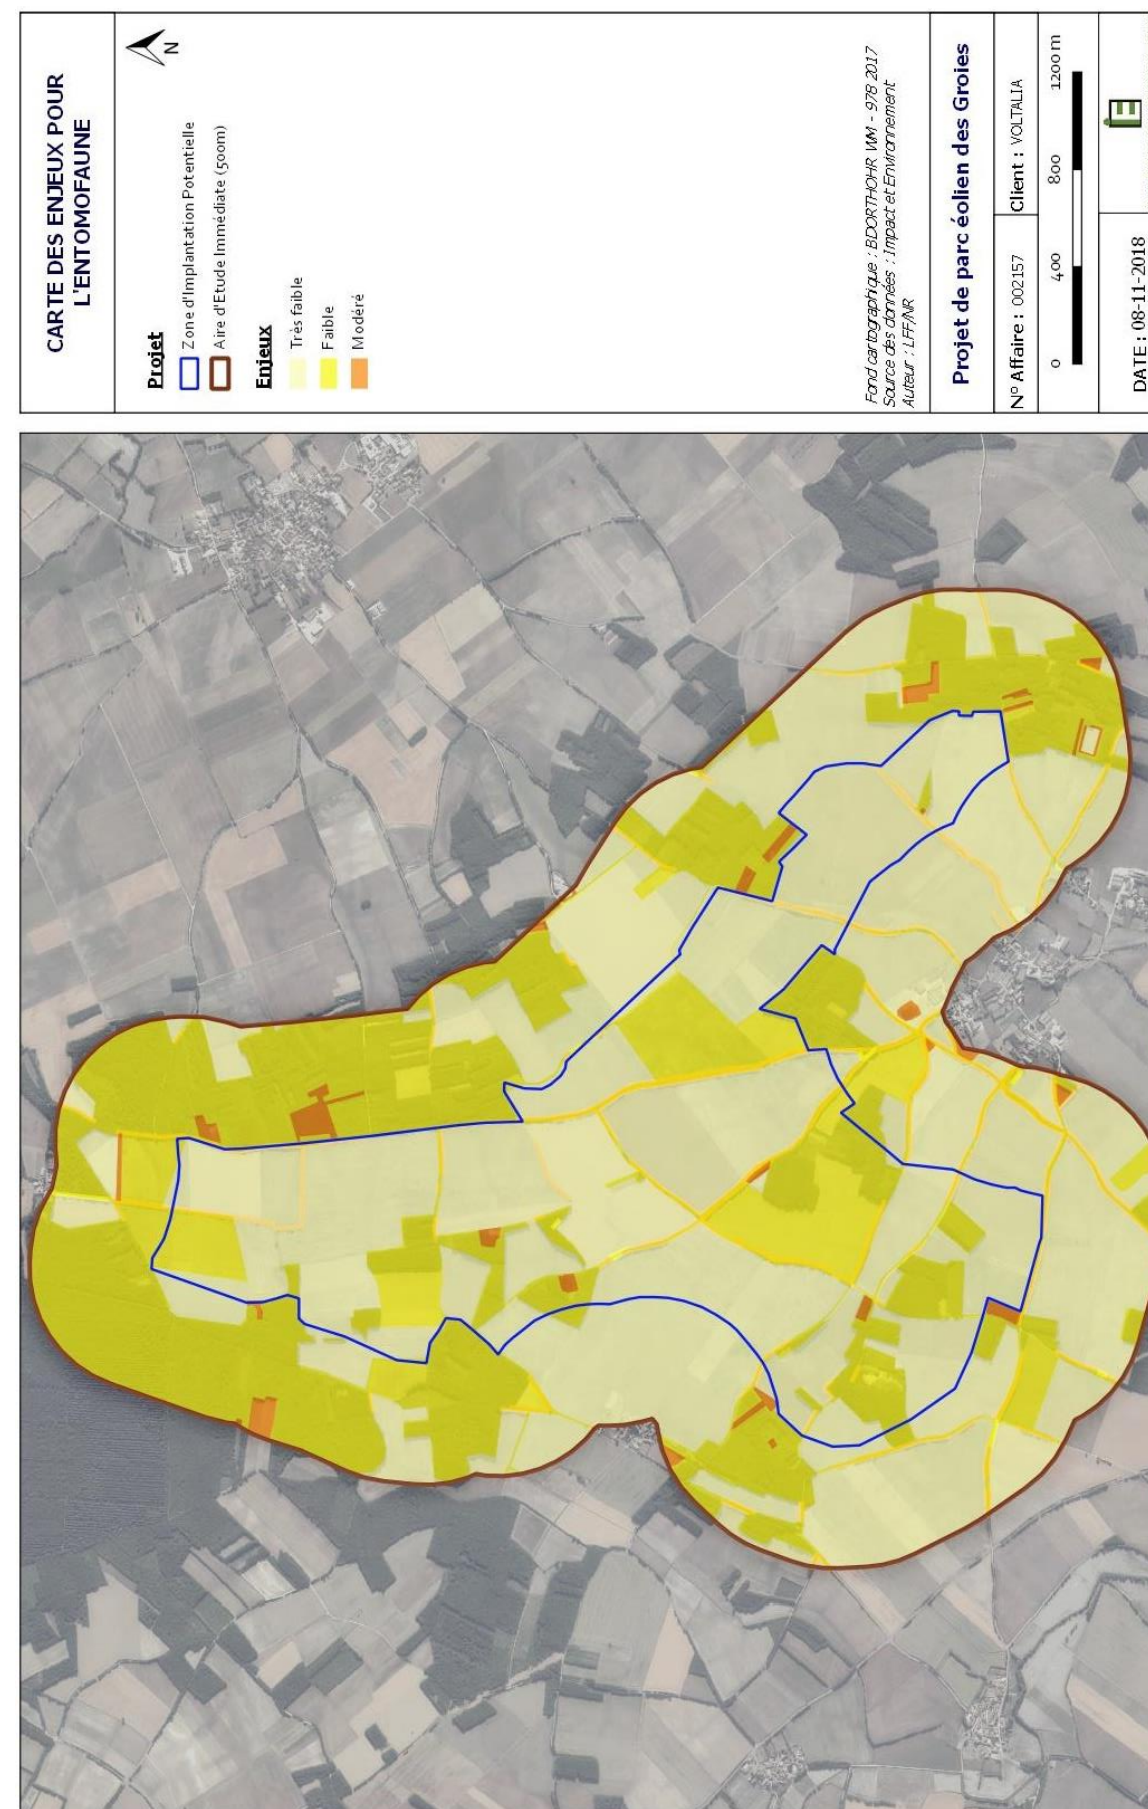 CARTE DES ENJEUX POUR
L'ENTOMOFAUNE
N
Projet
Zone d'Implantation Potentielle
Aire d'Etude Immédiate (500m)
Enjeux
Très faible
Faible
Modéré
Fond cartographique : BDORTHOHR WM - 978 2017
Source des données : Impact et Environnement
Auteur : LFF/NR
Projet de parc éolien des Groies
N° Affaire : 002157 Client : VOLTALIA
0 400 800 1200 m
DATE : 08-11-2018
IE